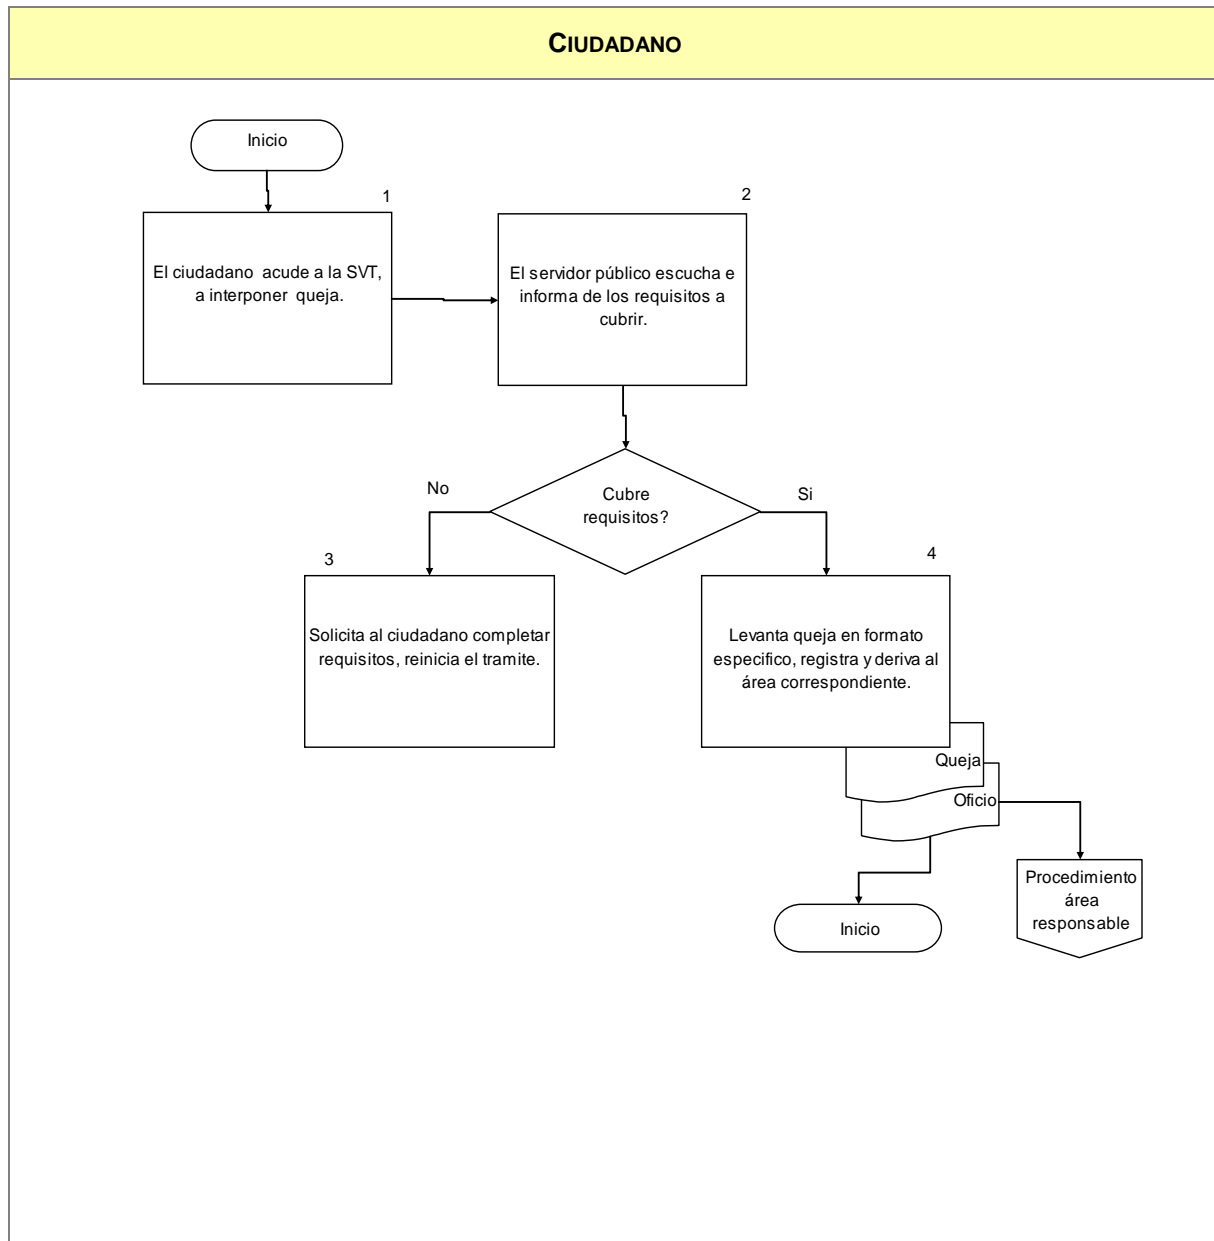 CIUDADANO
Inicio
1
El ciudadano acude a la SVT,
a interponer queja.
2
El servidor público escucha e
informa de los requisitos a
cubrir.
No
Cubre
requisitos?
Si
3
Solicita al ciudadano completar
requisitos, reinicia el tramite.
4
Levanta queja en formato
especifico, registra y deriva al
área correspondiente.
Queja
Oficio
Inicio
Procedimiento
área
responsable